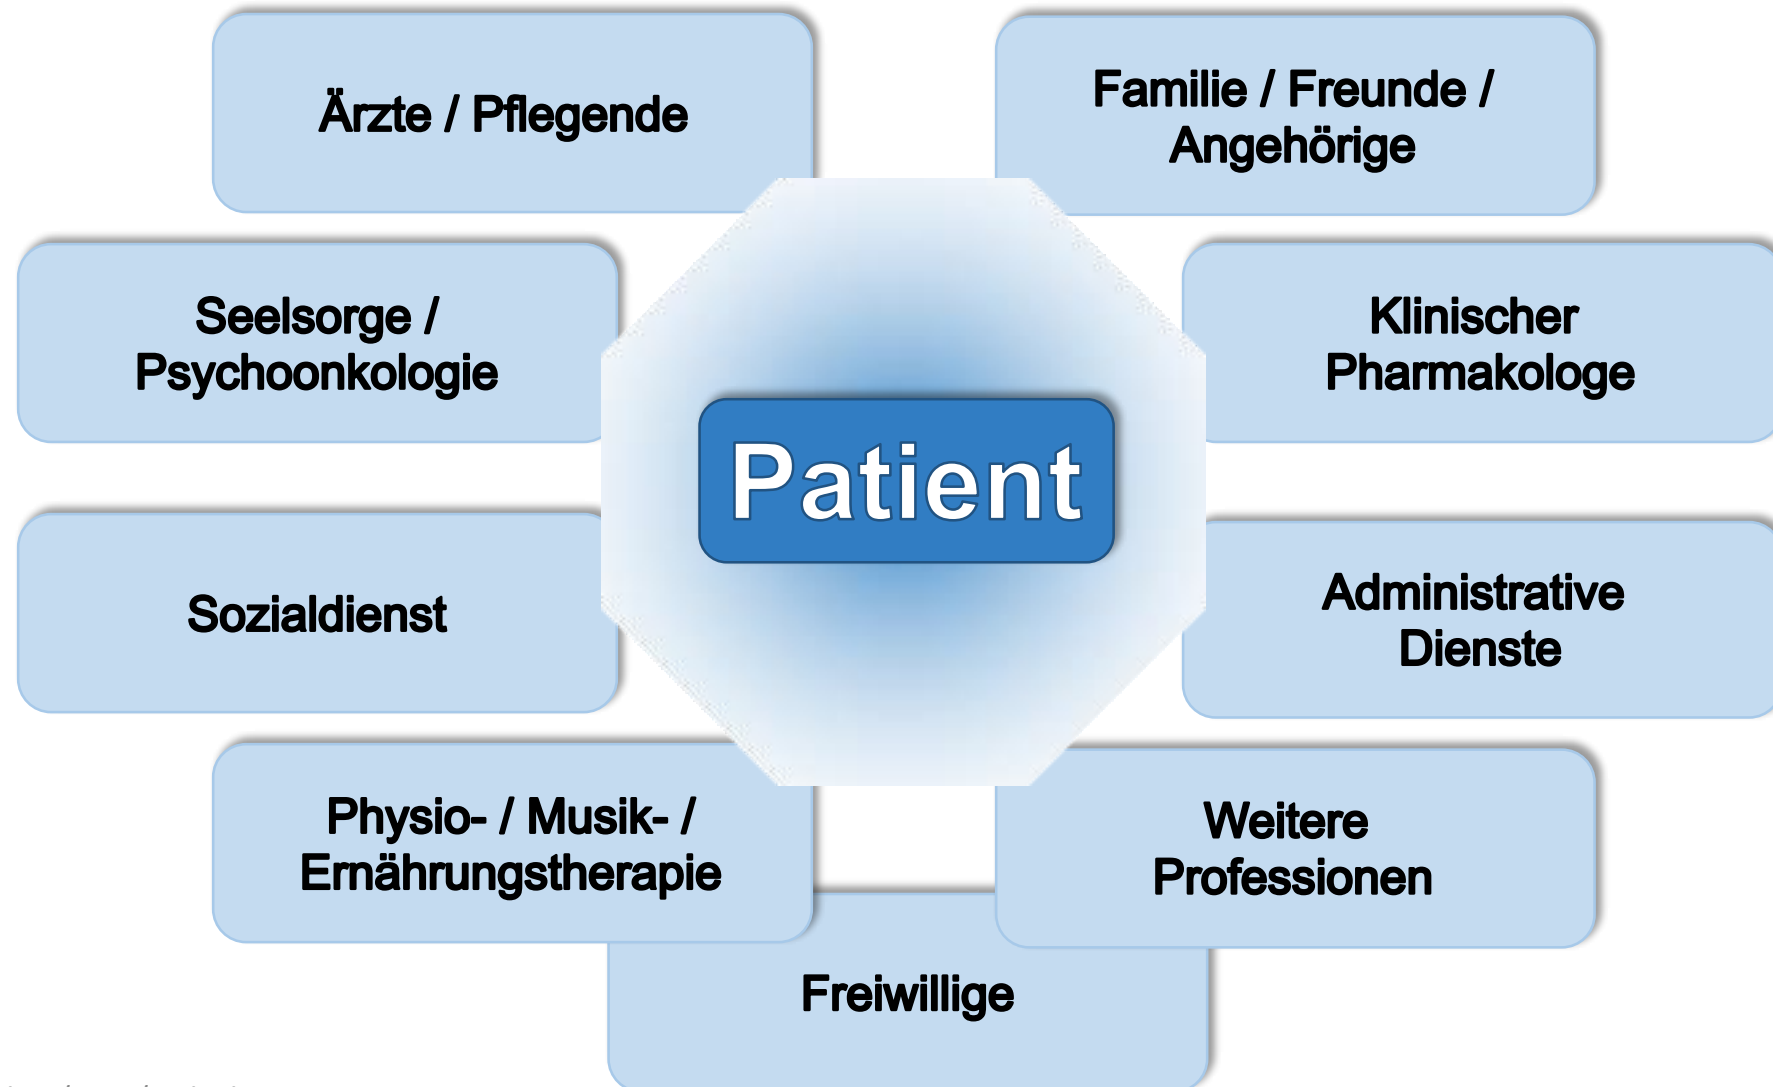 Ärzte / Pflegende
Familie / Freunde /
Angehörige
Seelsorge /
Psychoonkologie
Klinischer
Pharmakologe
Patient
Sozialdienst
Administrative
Dienste
Physio- / Musik- /
Ernährungstherapie
Weitere
Professionen
Freiwillige